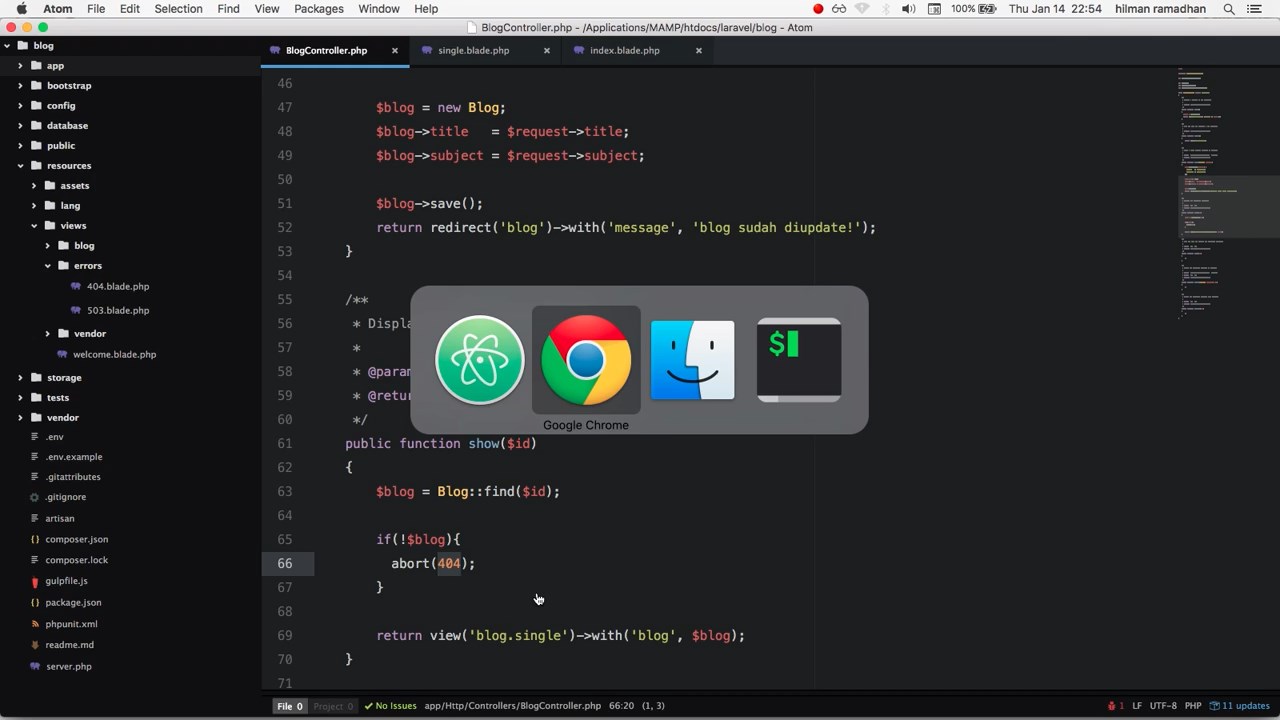 Atom File Edit Selection Find View Packages Window Help 100% Thu Jan 14 22:54 hilman ramadhan
BlogController.php - /Applications/MAMP/htdocs/laravel/blog - Atom
blog
app
bootstrap
config
database
public
resources
assets
lang
views
blog
errors
404.blade.php
503.blade.php
vendor
welcome.blade.php
storage
tests
vendor
.env
.env.example
.gitattributes
.gitignore
artisan
composer.json
composer.lock
gulpfile.js
package.json
phpunit.xml
readme.md
server.php
BlogController.php single.blade.php index.blade.php
46
47 $blog = new Blog;
48 $blog->title = $request->title;
49 $blog->subject = $request->subject;
50
51 $blog->save();
52 return redirect('blog')->with('message', 'blog sudah diupdate!');
53 }
54
55 /**
56 * Displa
57 *
58 * @param
59 * @retu
60 */
61 public function show($id)
62 {
63 $blog = Blog::find($id);
64
65 if(!$blog){
66 abort(404);
67 }
68
69 return view('blog.single')->with('blog', $blog);
70 }
71
$
Google Chrome
File 0 Project 0 No Issues app/Http/Controllers/BlogController.php 66:20 (1, 3) 1 LF UTF-8 PHP 11 updates